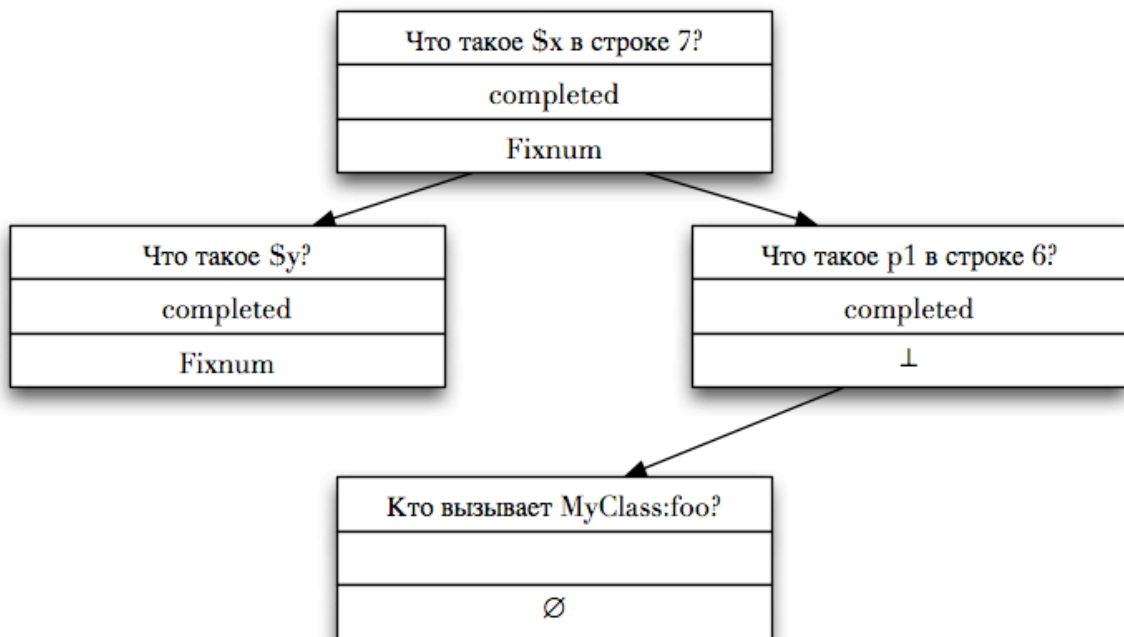 Что такое $x в строке 7?
completed
Fixnum
Что такое $y?
completed
Fixnum
Что такое p1 в строке 6?
completed
⊥
Кто вызывает MyClass:foo?
∅